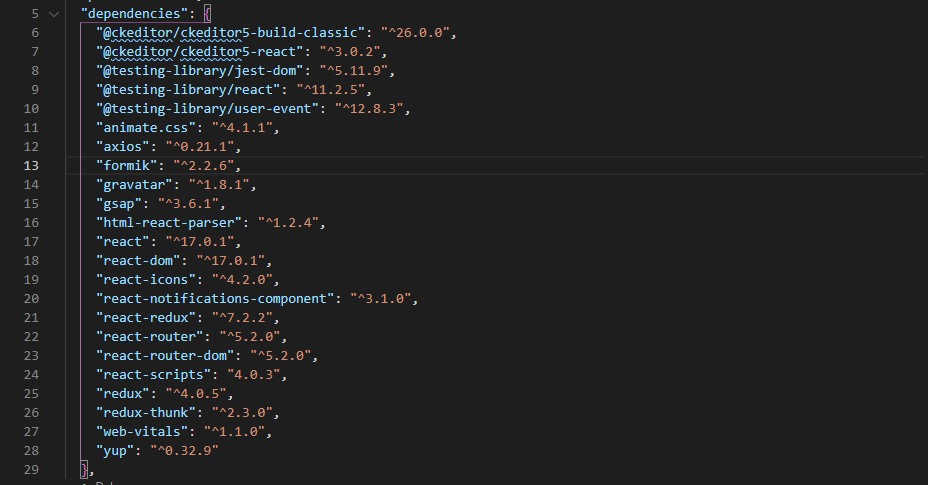 5 "dependencies": {
6 "@ckeditor/ckeditor5-build-classic": "^26.0.0",
7 "@ckeditor/ckeditor5-react": "^3.0.2",
8 "@testing-library/jest-dom": "^5.11.9",
9 "@testing-library/react": "^11.2.5",
10 "@testing-library/user-event": "^12.8.3",
11 "animate.css": "^4.1.1",
12 "axios": "^0.21.1",
13 "formik": "^2.2.6",
14 "gravatar": "^1.8.1",
15 "gsap": "^3.6.1",
16 "html-react-parser": "^1.2.4",
17 "react": "^17.0.1",
18 "react-dom": "^17.0.1",
19 "react-icons": "^4.2.0",
20 "react-notifications-component": "^3.1.0",
21 "react-redux": "^7.2.2",
22 "react-router": "^5.2.0",
23 "react-router-dom": "^5.2.0",
24 "react-scripts": "4.0.3",
25 "redux": "^4.0.5",
26 "redux-thunk": "^2.3.0",
27 "web-vitals": "^1.1.0",
28 "yup": "^0.32.9"
29 },